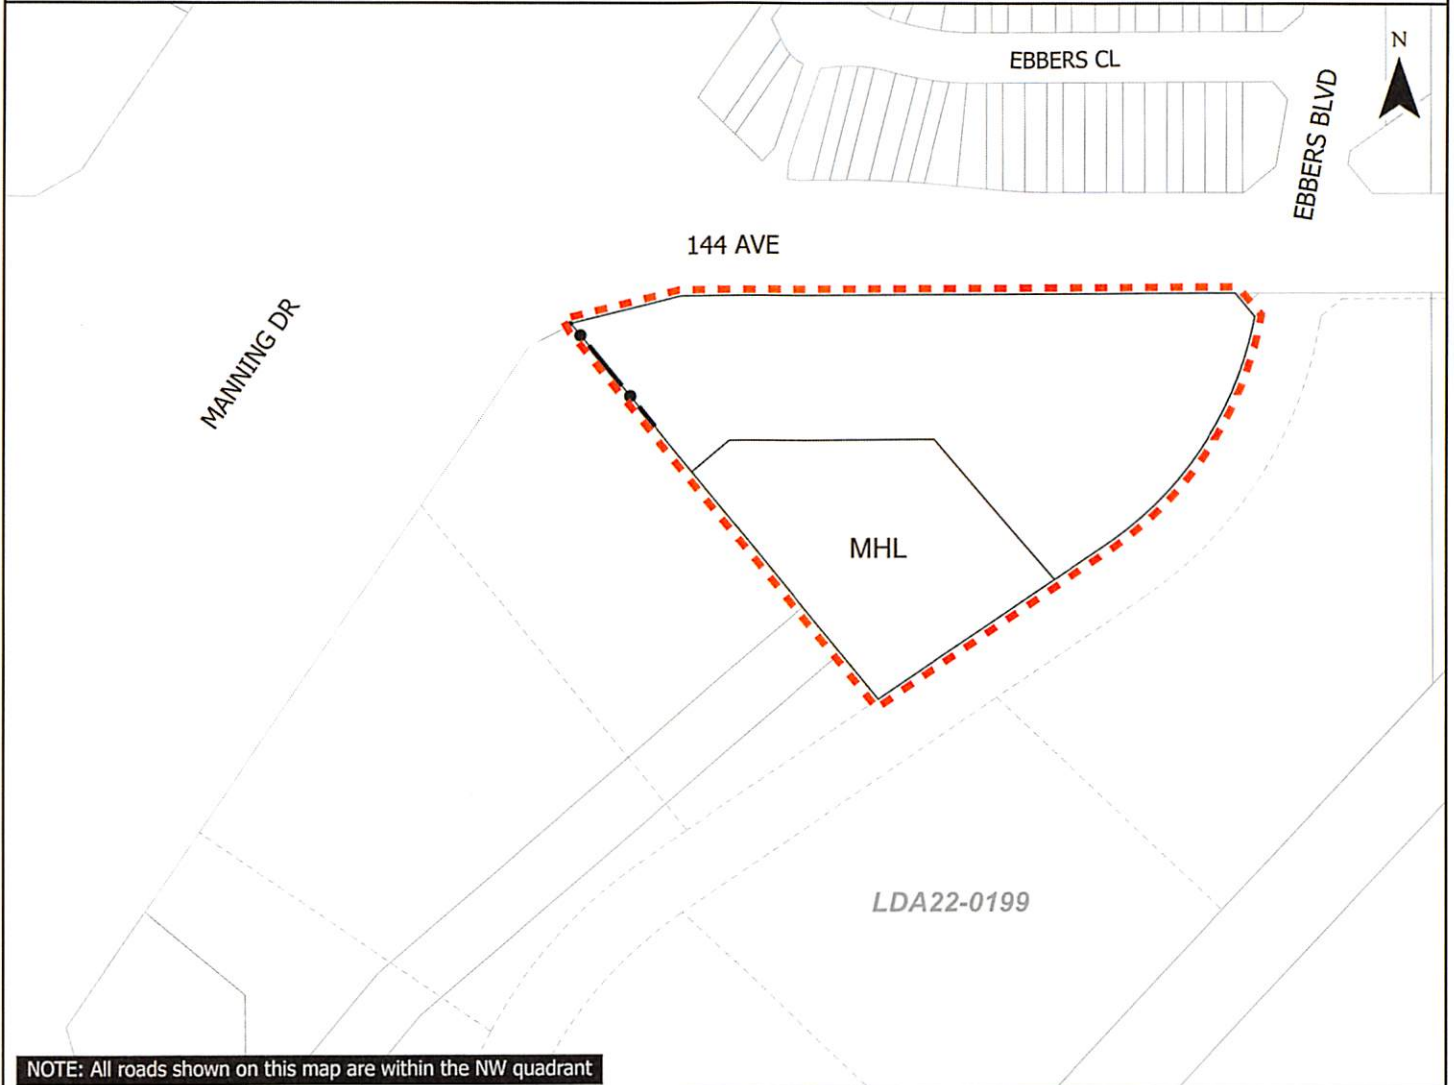 EBBERS CL
N
EBBERS BLVD
144 AVE
MANNING DR
MHL
LDA22-0199
NOTE: All roads shown on this map are within the NW quadrant